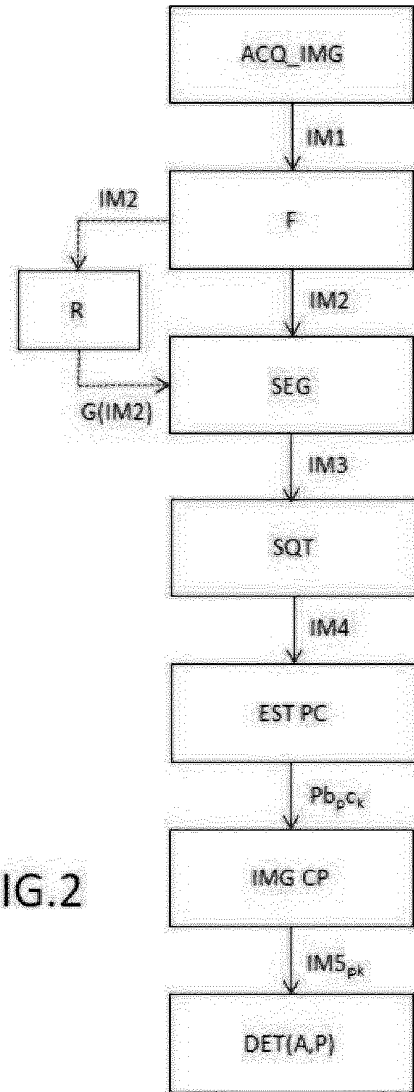 ACQ_IMG
IM1
IM2
F
R
IM2
G(IM2)
SEG
IM3
SQT
IM4
EST PC
Pbpck
IMG CP
IM5pk
IG.2
DET(A,P)